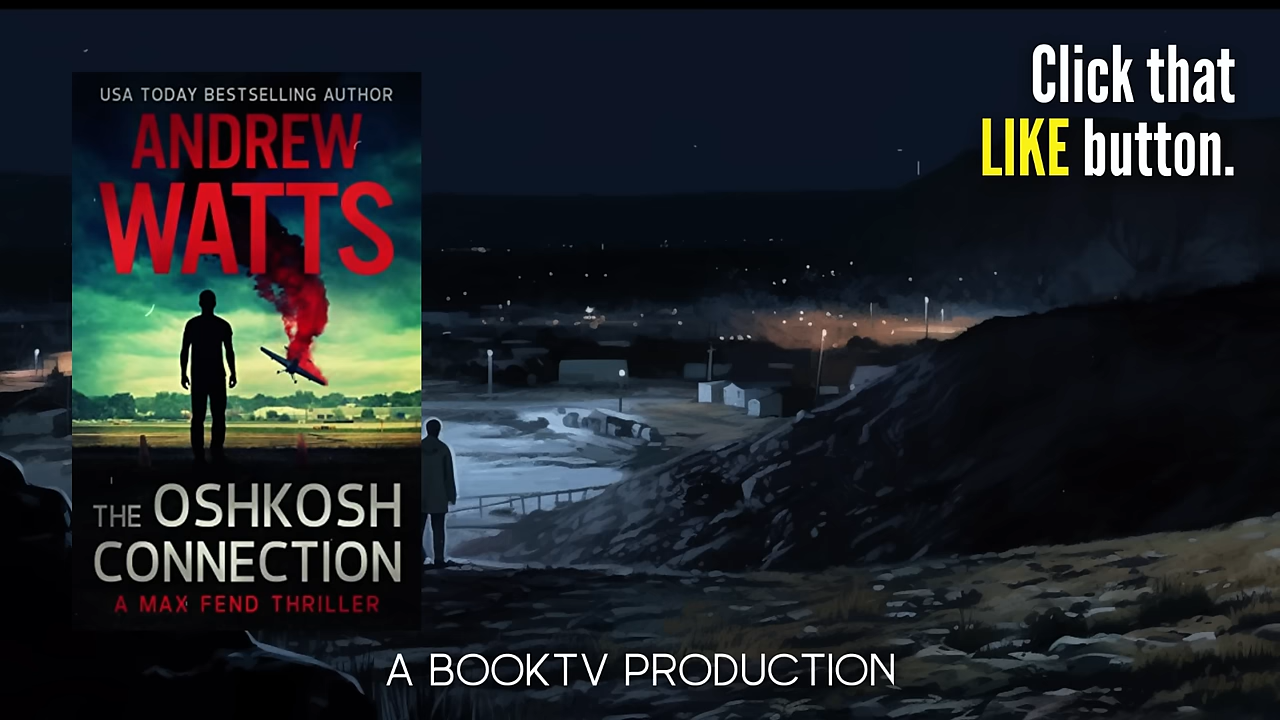 USA TODAY BESTSELLING AUTHOR
ANDREW
WATTS
THE OSHKOSH
CONNECTION
A MAX FEND THRILLER
Click that
LIKE button.
A BOOKTV PRODUCTION